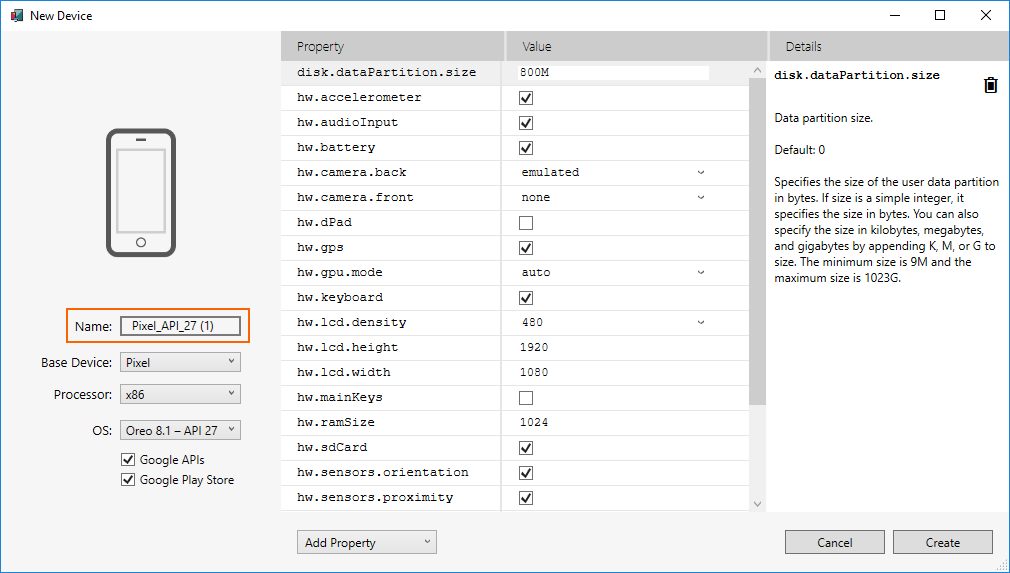 New Device
Name: Pixel_API_27 (1)
Base Device: Pixel
Processor: x86
OS: Oreo 8.1 – API 27
Google APIs
Google Play Store
Property Value
disk.dataPartition.size 800M
hw.accelerometer
hw.audioInput
hw.battery
hw.camera.back emulated
hw.camera.front none
hw.dPad
hw.gps
hw.gpu.mode auto
hw.keyboard
hw.lcd.density 480
hw.lcd.height 1920
hw.lcd.width 1080
hw.mainKeys
hw.ramSize 1024
hw.sdCard
hw.sensors.orientation
hw.sensors.proximity
Add Property
Details
disk.dataPartition.size
Data partition size.
Default: 0
Specifies the size of the user data partition
in bytes. If size is a simple integer, it
specifies the size in bytes. You can also
specify the size in kilobytes, megabytes,
and gigabytes by appending K, M, or G to
size. The minimum size is 9M and the
maximum size is 1023G.
Cancel Create